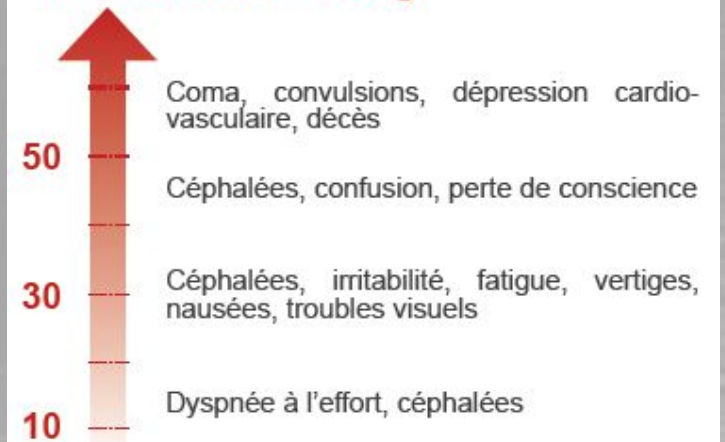 Coma, convulsions, dépression cardio-
vasculaire, décès
50
Céphalées, confusion, perte de conscience
Céphalées, irritabilité, fatigue, vertiges,
30
nausées, troubles visuels
Dyspnée à l'effort, céphalées
10